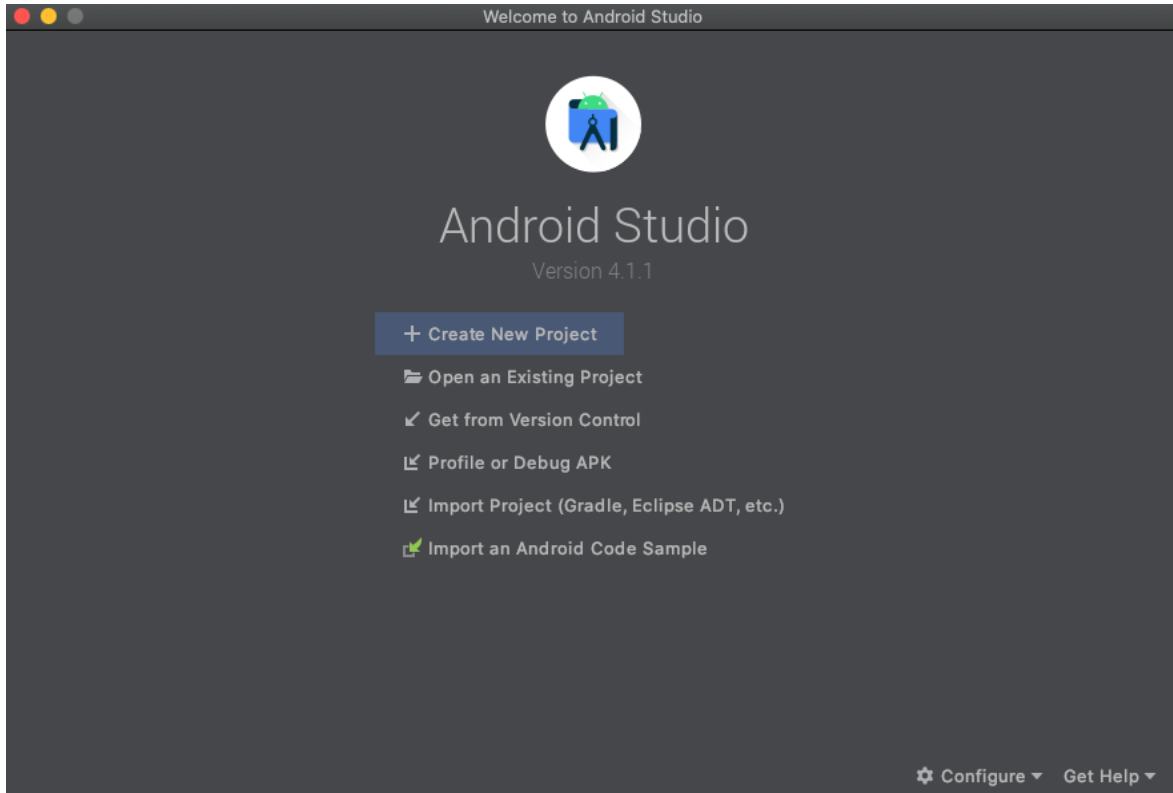 Welcome to Android Studio
Android Studio
Version 4.1.1
Create New Project
Open an Existing Project
Get from Version Control
Profile or Debug APK
Import Project (Gradle, Eclipse ADT, etc.)
Import an Android Code Sample
Configure Get Help